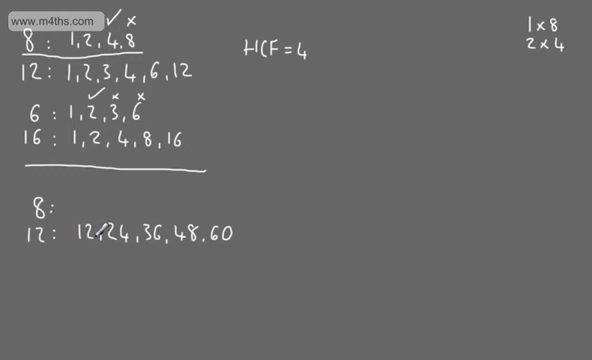 www.m4ths.com
✓ x
8 : 1, 2, 4, 8
12 : 1, 2, 3, 4, 6, 12
HCF = 4
1 x 8
2 x 4
✓ x x
6 : 1, 2, 3, 6
16 : 1, 2, 4, 8, 16
8 :
12 : 12, 24, 36, 48, 60